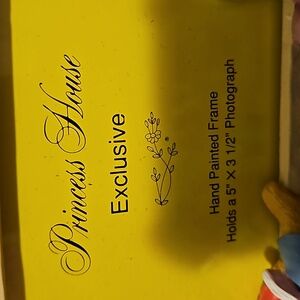 Princess House
Exclusive
Hand Painted Frame
Holds a 5" X 3 1/2" Photograph